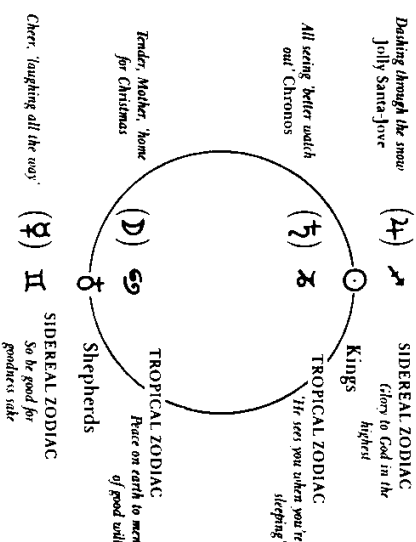 Dashing through the snow
Jolly Santa-Jove
(♃) ♐
SIDEREAL ZODIAC
Glory to God in the
highest
☉ Kings
All seeing 'better watch
out' Chronos
(♄) ♑
TROPICAL ZODIAC
'He sees you when you're
sleeping'
Tender, Mother, 'home
for Christmas
(☽) ♋
TROPICAL ZODIAC
Peace on earth to men
of good will
♁ Shepherds
Cheer, 'laughing all the way'
(☿) ♊
SIDEREAL ZODIAC
So be good for
goodness sake